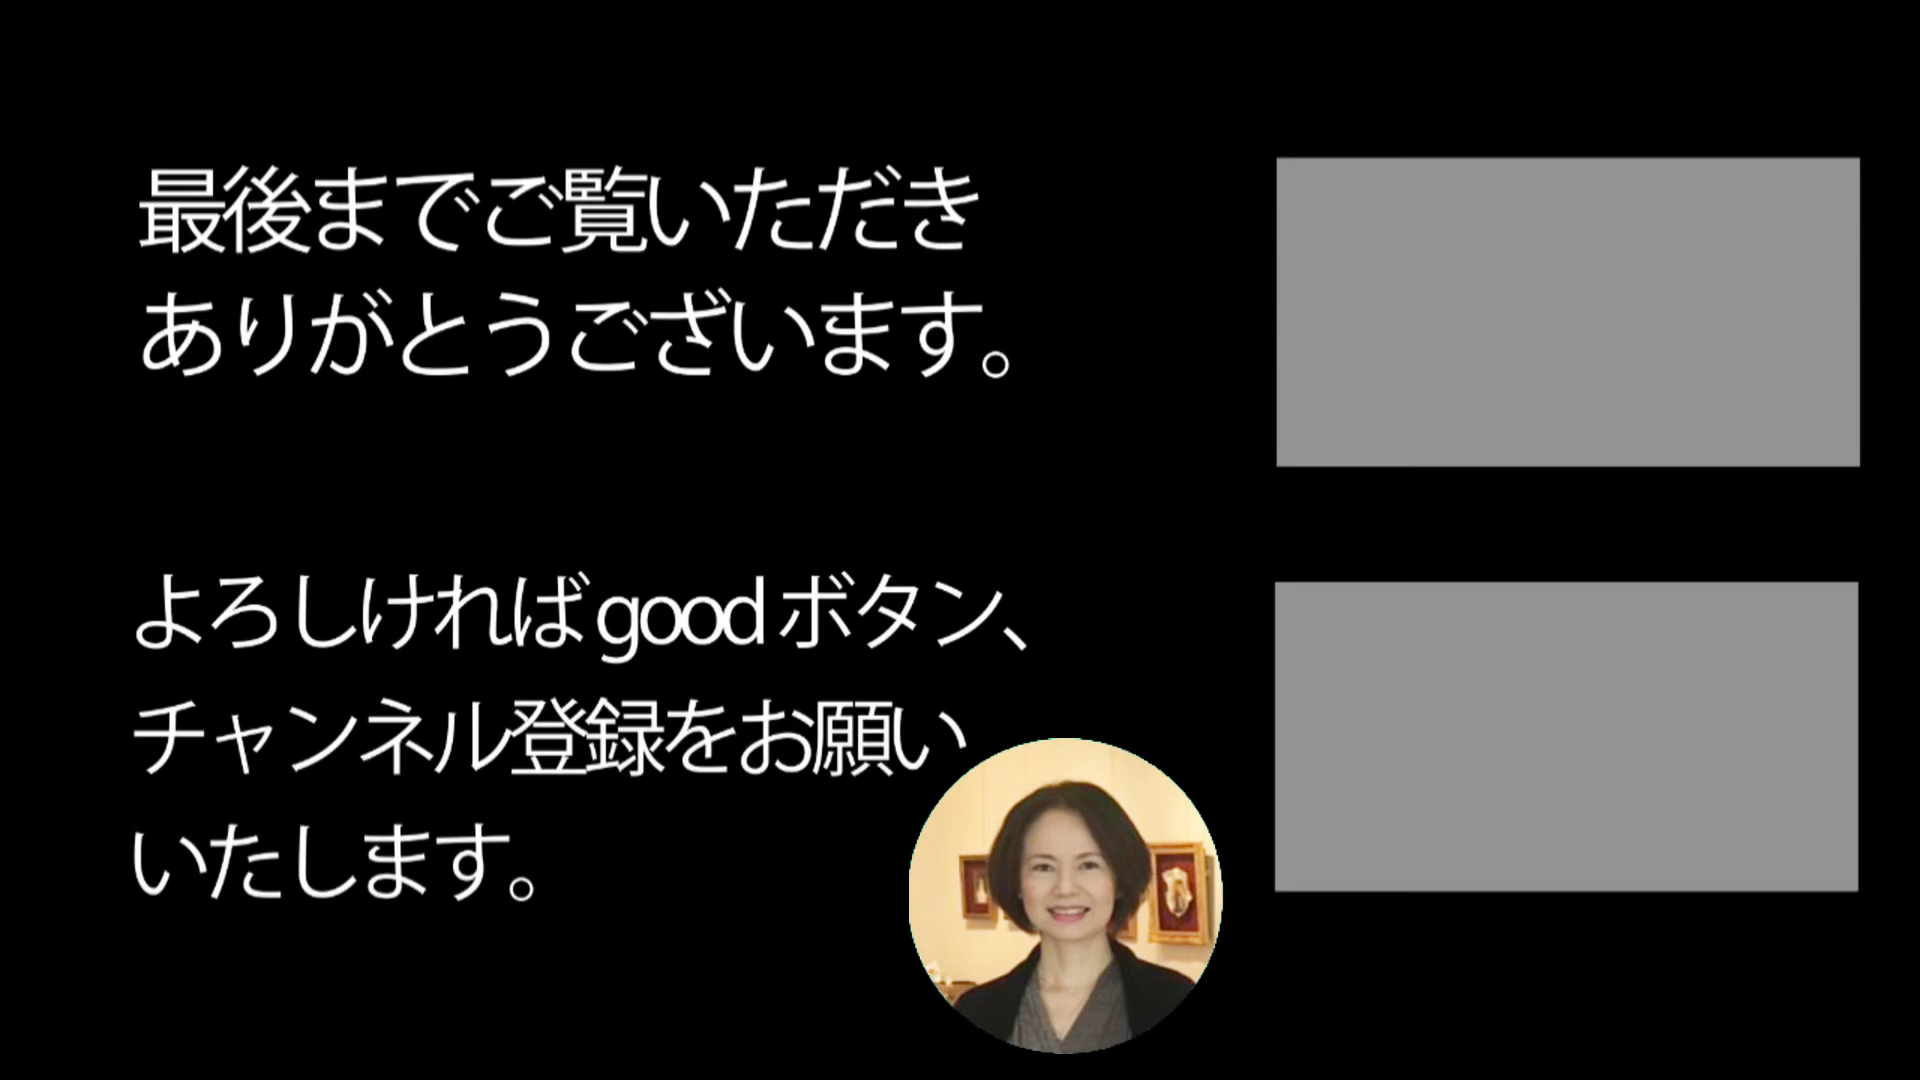 最後までご覧いただき
ありがとうございます。
よろしければgoodボタン、
チャンネル登録をお願い
いたします。